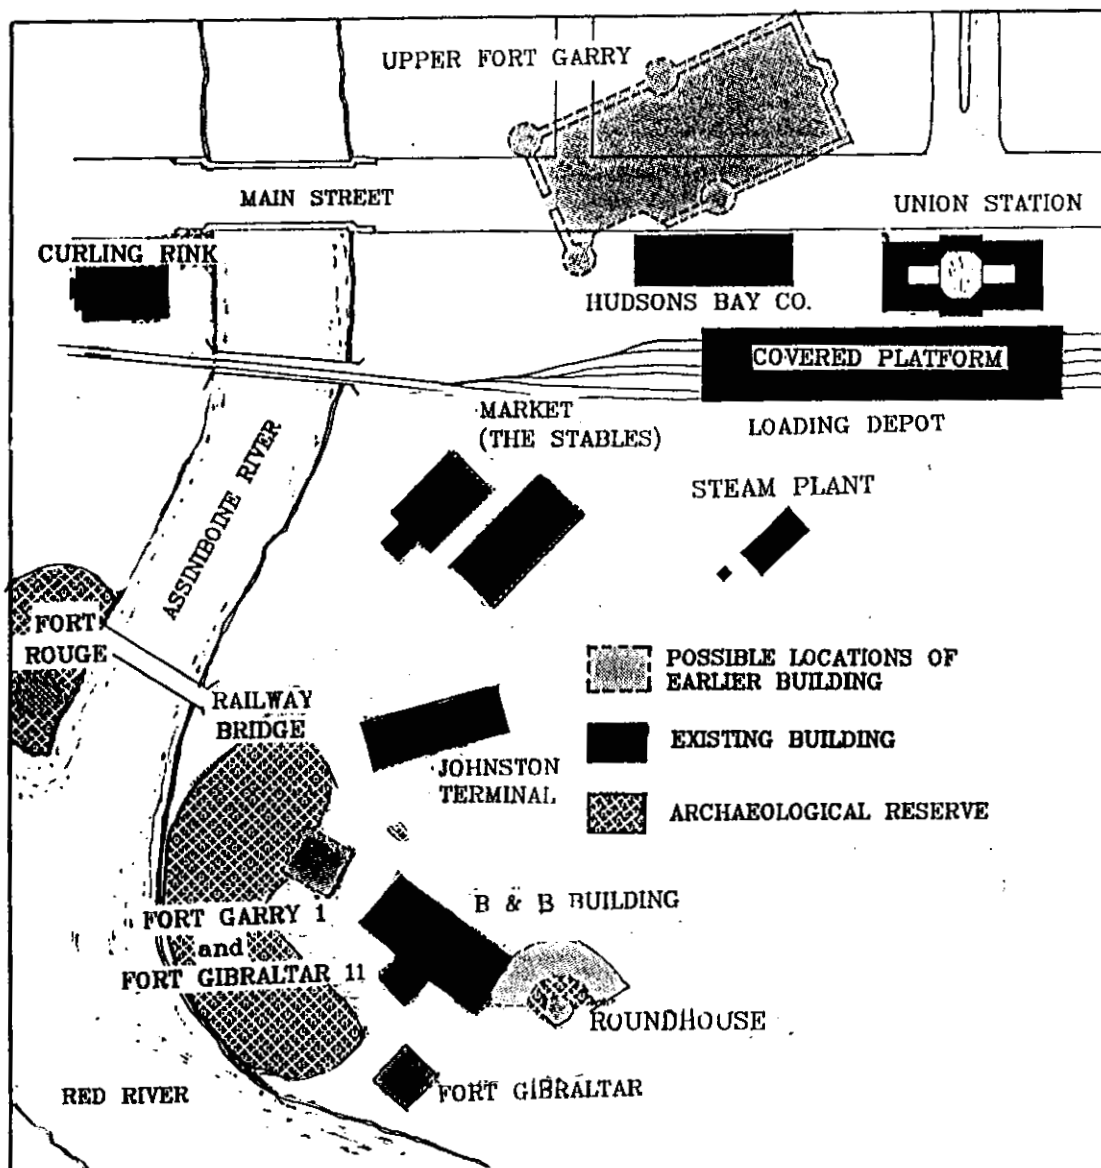 UPPER FORT GARRY
MAIN STREET
UNION STATION
CURLING RINK
HUDSONS BAY CO.
COVERED PLATFORM
MARKET
(THE STABLES)
LOADING DEPOT
STEAM PLANT
ASSINIBOINE RIVER
FORT
ROUGE
POSSIBLE LOCATIONS OF
EARLIER BUILDING
RAILWAY
BRIDGE
EXISTING BUILDING
JOHNSTON
TERMINAL
ARCHAEOLOGICAL RESERVE
B & B BUILDING
FORT GARRY 1
and
FORT GIBRALTAR 11
ROUNDHOUSE
RED RIVER
FORT GIBRALTAR